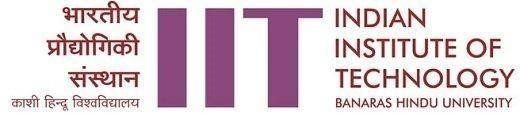 भारतीय
प्रौद्योगिकी
संस्थान
काशी हिन्दू विश्वविद्यालय
IIT
INDIAN
INSTITUTE OF
TECHNOLOGY
BANARAS HINDU UNIVERSITY